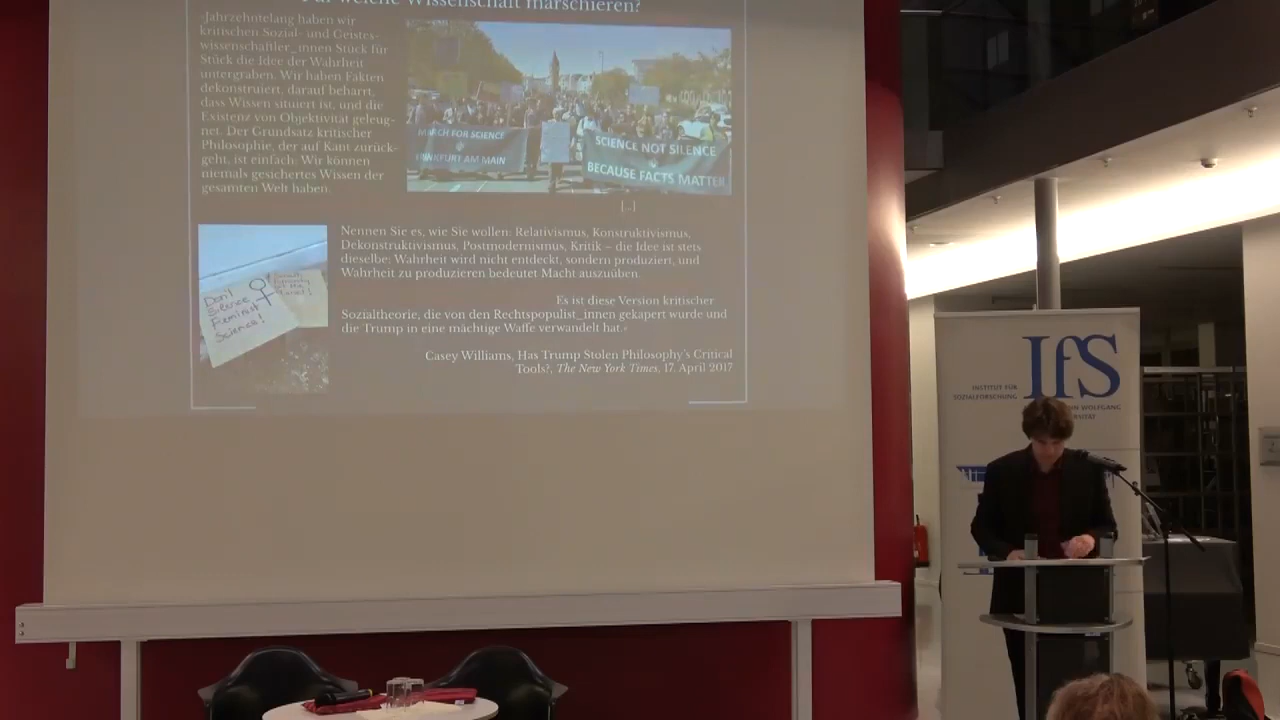 Für welche Wissenschaft marschieren?
›Jahrzehntelang haben wir
kritischen Sozial- und Geistes-
wissenschaftler_innen Stück für
Stück die Idee der Wahrheit
untergraben. Wir haben Fakten
dekonstruiert, darauf beharrt,
dass Wissen situiert ist, und die
Existenz von Objektivität geleug-
net. Der Grundsatz kritischer
Philosophie, der auf Kant zurück-
geht, ist einfach: Wir können
niemals gesichertes Wissen der
gesamten Welt haben.
MARCH FOR SCIENCE
FRANKFURT AM MAIN
SCIENCE NOT SILENCE
BECAUSE FACTS MATTER
[...]
Don't
Silence
Feminist
Science!
Nennen Sie es, wie Sie wollen: Relativismus, Konstruktivismus,
Dekonstruktivismus, Postmodernismus, Kritik – die Idee ist stets
dieselbe: Wahrheit wird nicht entdeckt, sondern produziert, und
Wahrheit zu produzieren bedeutet Macht auszuüben.
Es ist diese Version kritischer
Sozialtheorie, die von den Rechtspopulist_innen gekapert wurde und
die Trump in eine mächtige Waffe verwandelt hat.‹
Casey Williams, Has Trump Stolen Philosophy's Critical
Tools?, The New York Times, 17. April 2017
IfS
INSTITUT FÜR
SOZIALFORSCHUNG
WOLFGANG